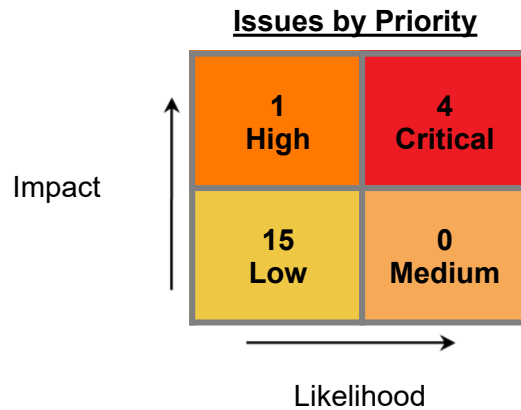 Issues by Priority
1
High
4
Critical
Impact
15
Low
0
Medium
Likelihood